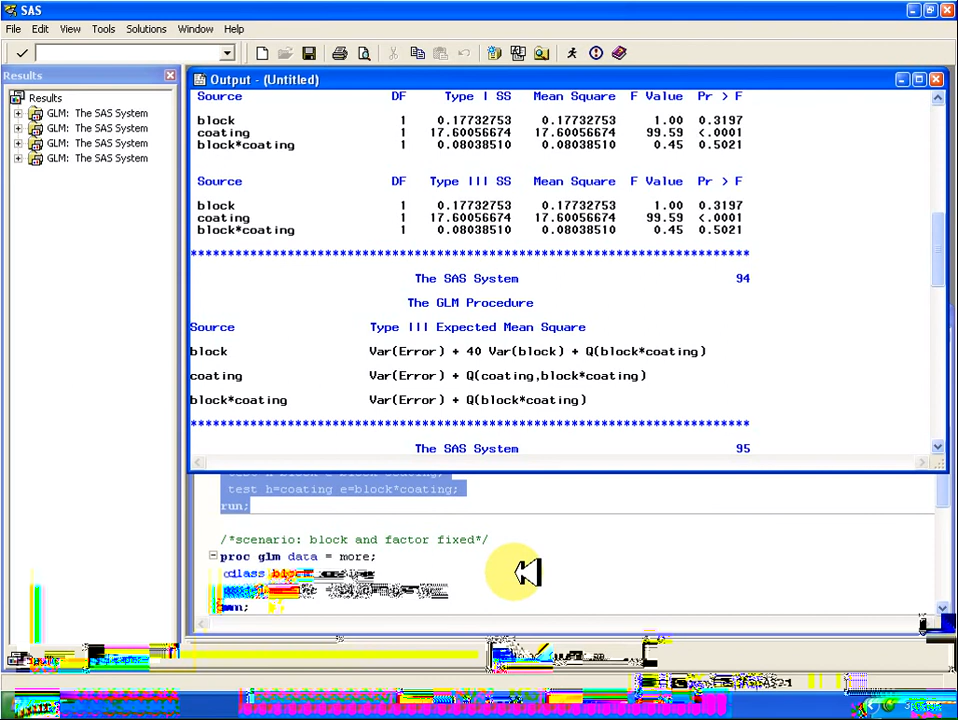 SAS
File Edit View Tools Solutions Window Help
Results
Results
GLM: The SAS System
GLM: The SAS System
GLM: The SAS System
GLM: The SAS System
Output - (Untitled)
Source DF Type I SS Mean Square F Value Pr > F
block 1 0.17732753 0.17732753 1.00 0.3197
coating 1 17.60056674 17.60056674 99.59 <.0001
block*coating 1 0.08038510 0.08038510 0.45 0.5021
Source DF Type III SS Mean Square F Value Pr > F
block 1 0.17732753 0.17732753 1.00 0.3197
coating 1 17.60056674 17.60056674 99.59 <.0001
block*coating 1 0.08038510 0.08038510 0.45 0.5021
The SAS System 94
The GLM Procedure
Source Type III Expected Mean Square
block Var(Error) + 40 Var(block) + Q(block*coating)
coating Var(Error) + Q(coating,block*coating)
block*coating Var(Error) + Q(block*coating)
The SAS System 95
test h=coating e=block*coating;
run;
/*scenario: block and factor fixed*/
proc glm data = more;
class
run;